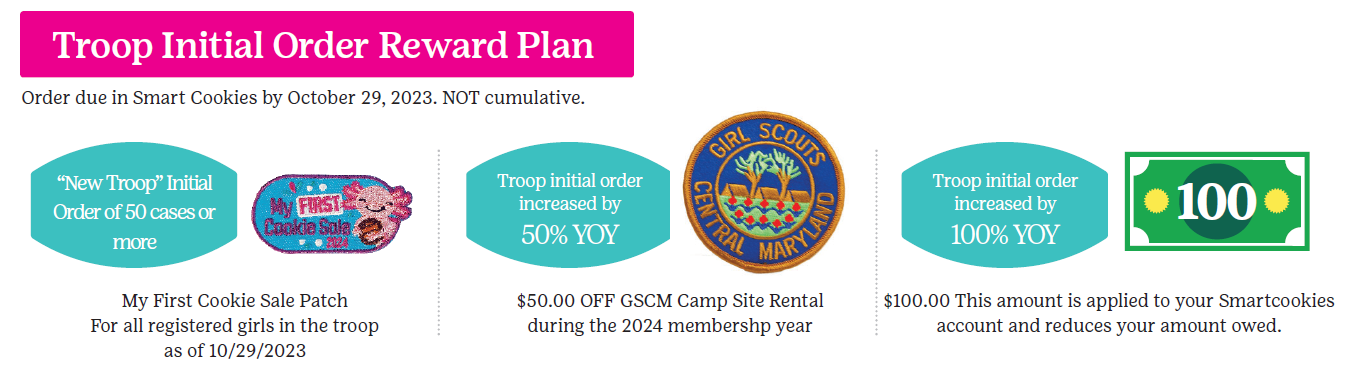 Troop Initial Order Reward Plan
Order due in Smart Cookies by October 29, 2023. NOT cumulative.
“New Troop” Initial
Order of 50 cases or
more
My FIRST
Cookie Sale
2024
My First Cookie Sale Patch
For all registered girls in the troop
as of 10/29/2023
Troop initial order
increased by
50% YOY
GIRL SCOUTS
CENTRAL MARYLAND
$50.00 OFF GSCM Camp Site Rental
during the 2024 membershp year
Troop initial order
increased by
100% YOY
100
$100.00 This amount is applied to your Smartcookies
account and reduces your amount owed.